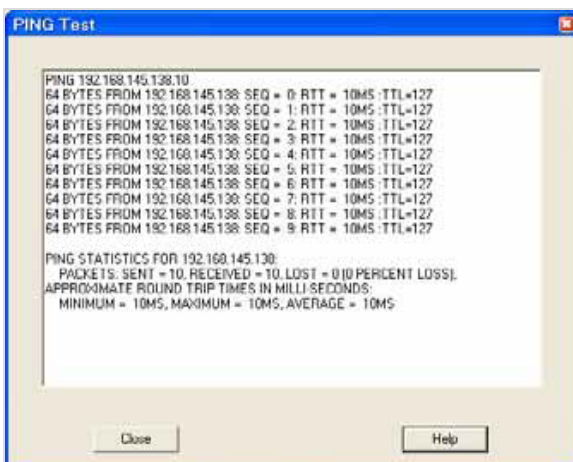 PING Test
PING 192.168.145.138.10
64 BYTES FROM 192.168.145.138: SEQ = 0: RTT = 10MS :TTL=127
64 BYTES FROM 192.168.145.138: SEQ = 1: RTT = 10MS :TTL=127
64 BYTES FROM 192.168.145.138: SEQ = 2: RTT = 10MS :TTL=127
64 BYTES FROM 192.168.145.138: SEQ = 3: RTT = 10MS :TTL=127
64 BYTES FROM 192.168.145.138: SEQ = 4: RTT = 10MS :TTL=127
64 BYTES FROM 192.168.145.138: SEQ = 5: RTT = 10MS :TTL=127
64 BYTES FROM 192.168.145.138: SEQ = 6: RTT = 10MS :TTL=127
64 BYTES FROM 192.168.145.138: SEQ = 7: RTT = 10MS :TTL=127
64 BYTES FROM 192.168.145.138: SEQ = 8: RTT = 10MS :TTL=127
64 BYTES FROM 192.168.145.138: SEQ = 9: RTT = 10MS :TTL=127
PING STATISTICS FOR 192.168.145.138:
PACKETS: SENT = 10, RECEIVED = 10, LOST = 0 (0 PERCENT LOSS),
APPROXIMATE ROUND TRIP TIMES IN MILLI-SECONDS:
MINIMUM = 10MS, MAXIMUM = 10MS, AVERAGE = 10MS
Close
Help